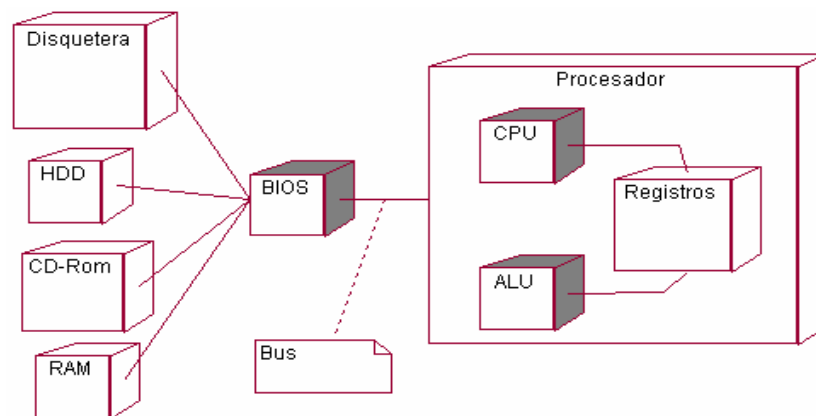 Disquetera
HDD
CD-Rom
RAM
BIOS
Bus
Procesador
CPU
ALU
Registros